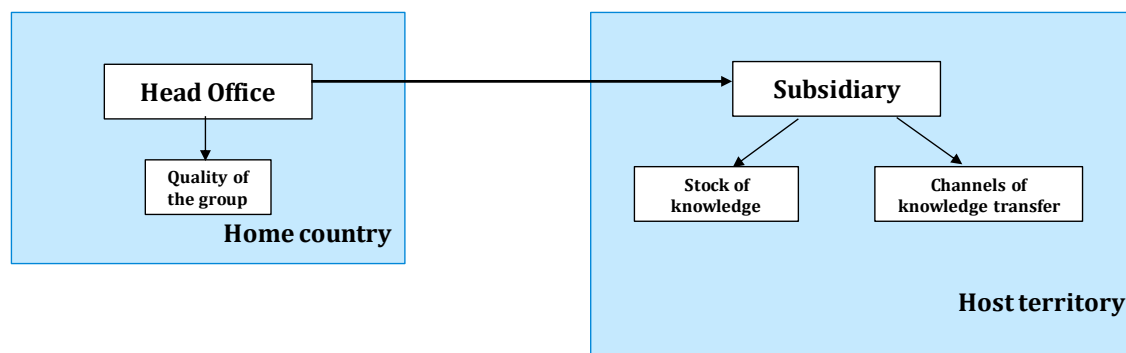 Head Office
Quality of
the group
Home country
Subsidiary
Stock of
knowledge
Channels of
knowledge transfer
Host territory